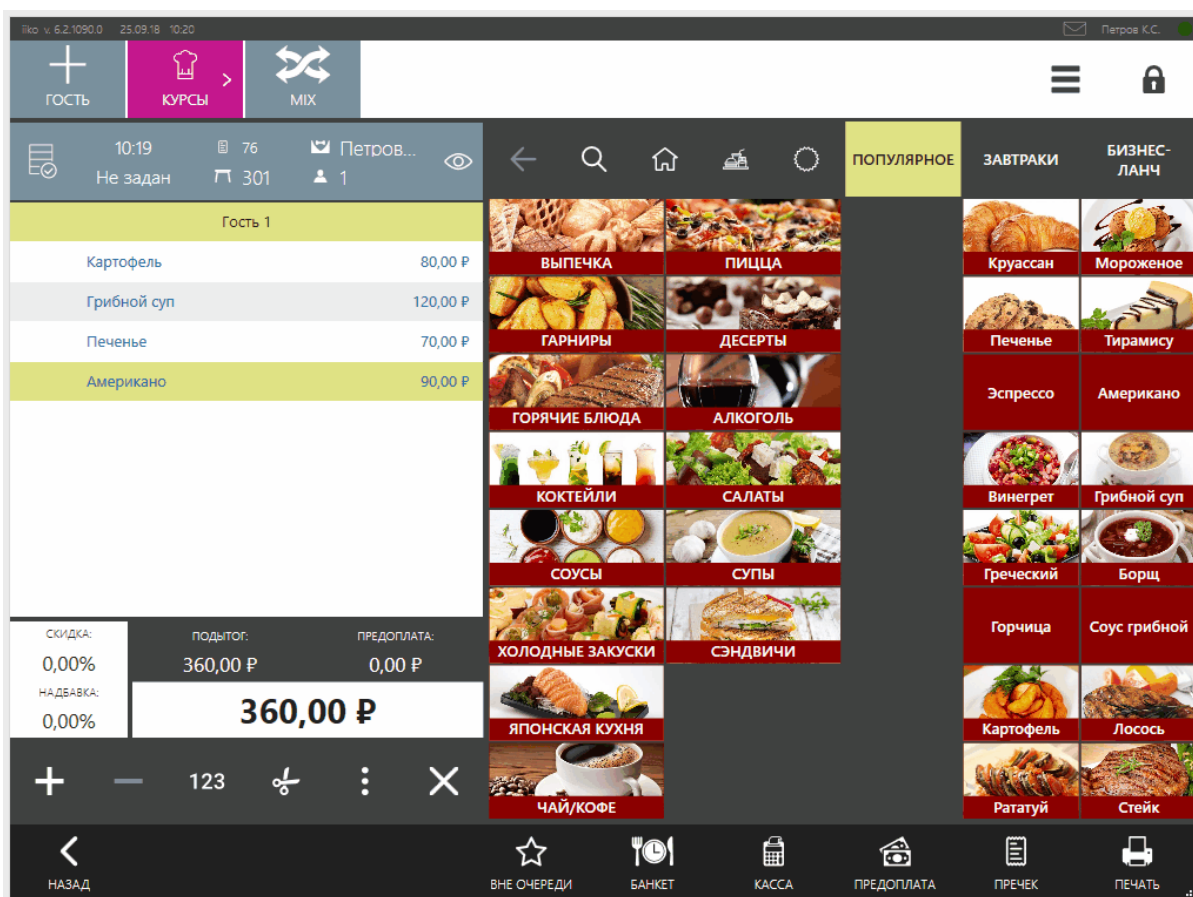 iiko v. 6.2.1090.0 25.09.18 10:20 Петров К.С.
ГОСТЬ КУРСЫ MIX
10:19 76 Петров...
Не задан 301 1
ПОПУЛЯРНОЕ ЗАВТРАКИ БИЗНЕС-
ЛАНЧ
Гость 1
Картофель 80,00 ₽
Грибной суп 120,00 ₽
Печенье 70,00 ₽
Американо 90,00 ₽
СКИДКА: ПОДЫТОГ: ПРЕДОПЛАТА:
0,00% 360,00 ₽ 0,00 ₽
НАДБАВКА:
0,00% 360,00 ₽
123
ВЫПЕЧКА ПИЦЦА
ГАРНИРЫ ДЕСЕРТЫ
ГОРЯЧИЕ БЛЮДА АЛКОГОЛЬ
КОКТЕЙЛИ САЛАТЫ
СОУСЫ СУПЫ
ХОЛОДНЫЕ ЗАКУСКИ СЭНДВИЧИ
ЯПОНСКАЯ КУХНЯ
ЧАЙ/КОФЕ
Круассан Мороженое
Печенье Тирамису
Эспрессо Американо
Винегрет Грибной суп
Греческий Борщ
Горчица Соус грибной
Картофель Лосось
Рататуй Стейк
НАЗАД ВНЕ ОЧЕРЕДИ БАНКЕТ КАССА ПРЕДОПЛАТА ПРЕЧЕК ПЕЧАТЬ